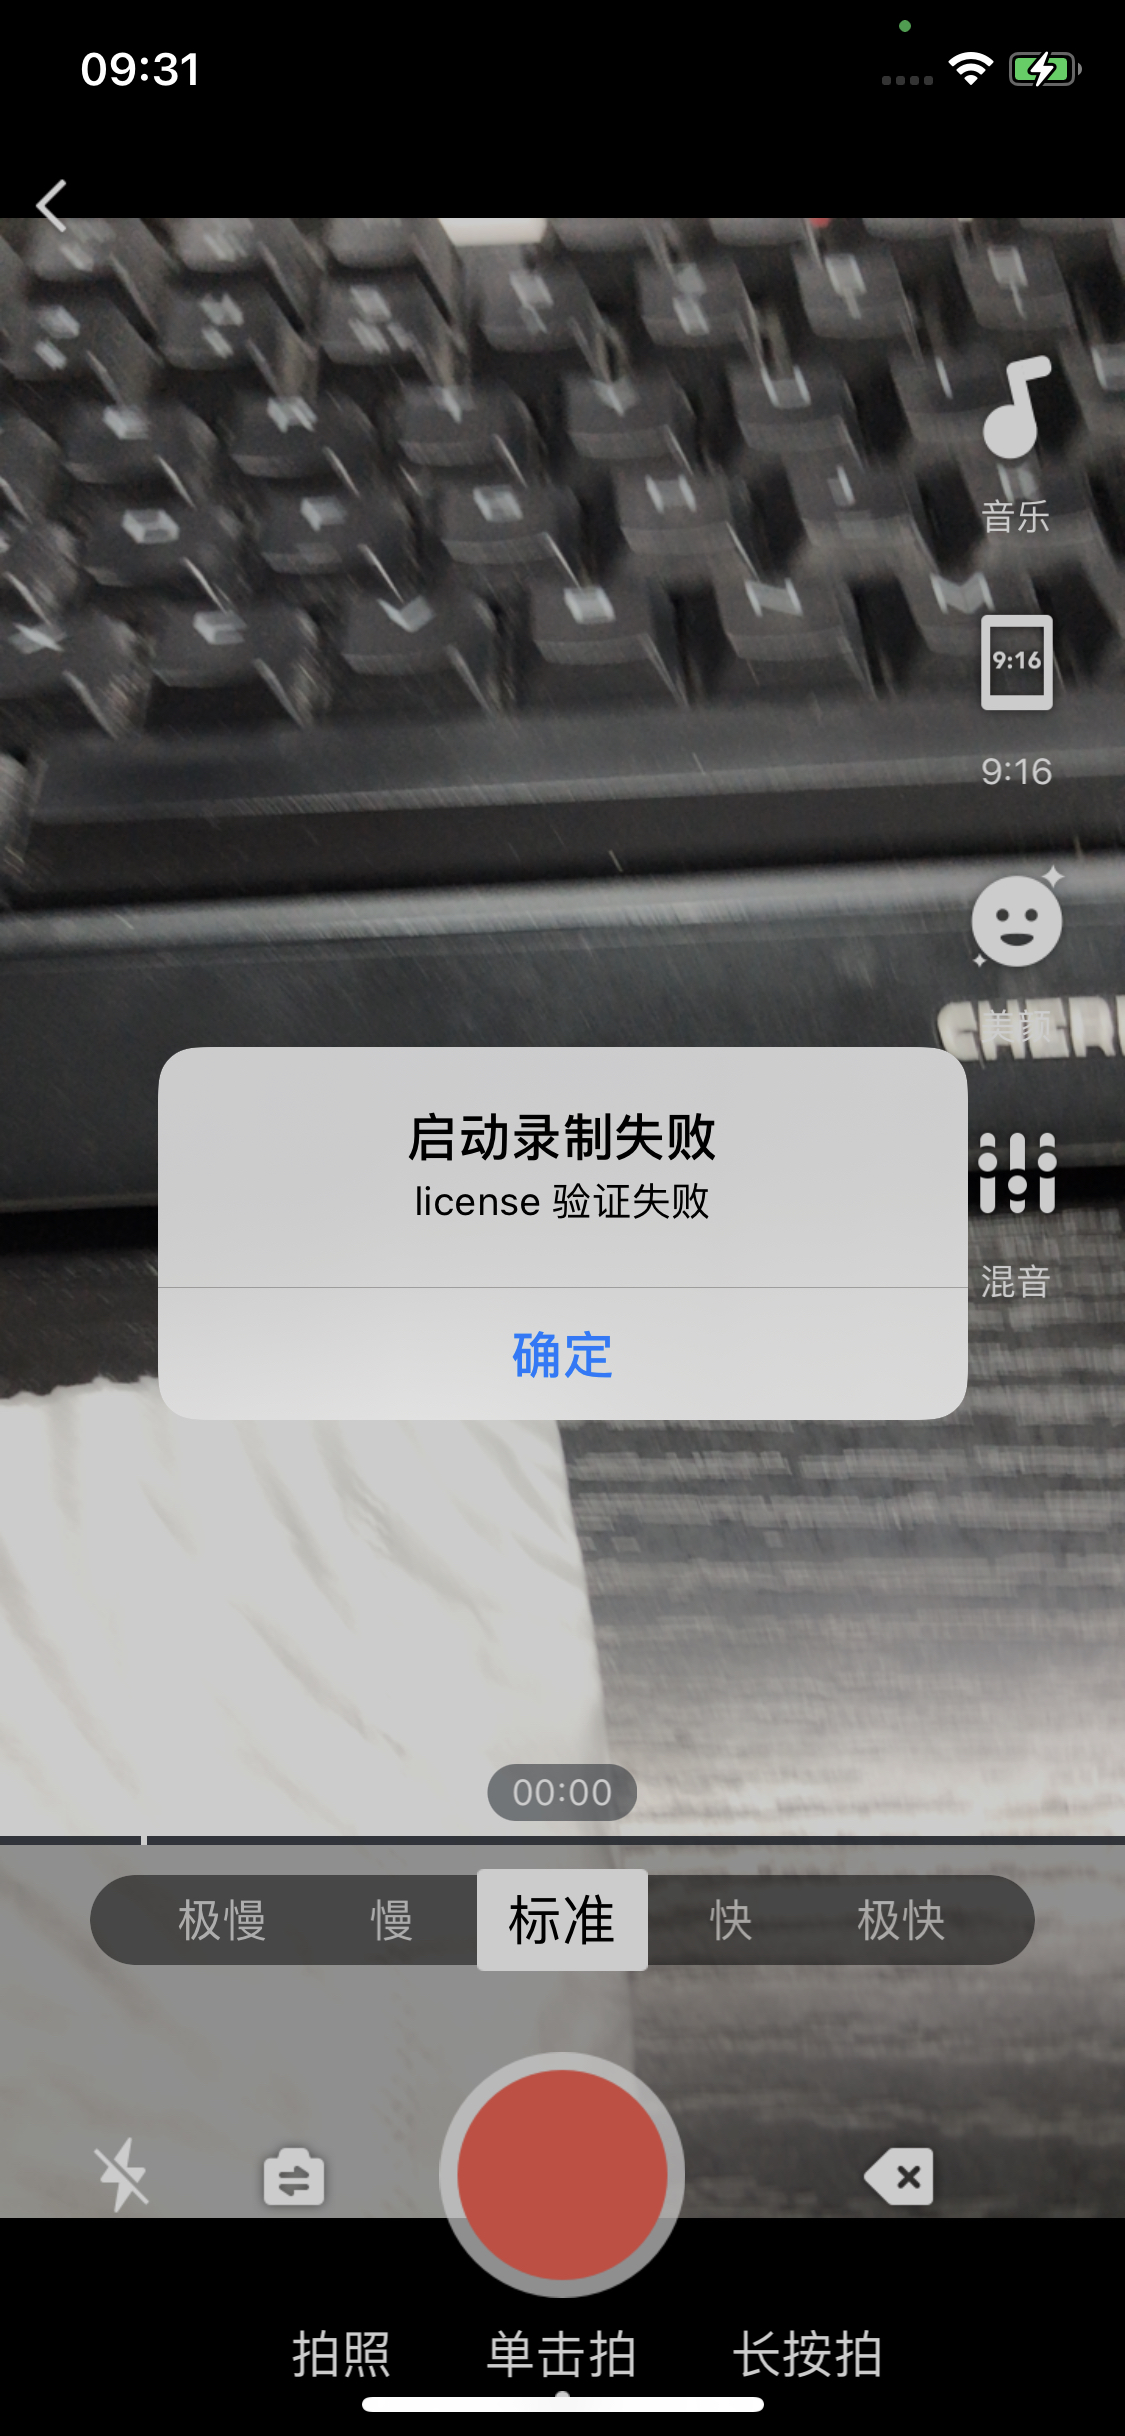 09:31
音乐
9:16
9:16
美颜
启动录制失败
license 验证失败
确定
混音
00:00
极慢
慢
标准
快
极快
拍照
单击拍
长按拍